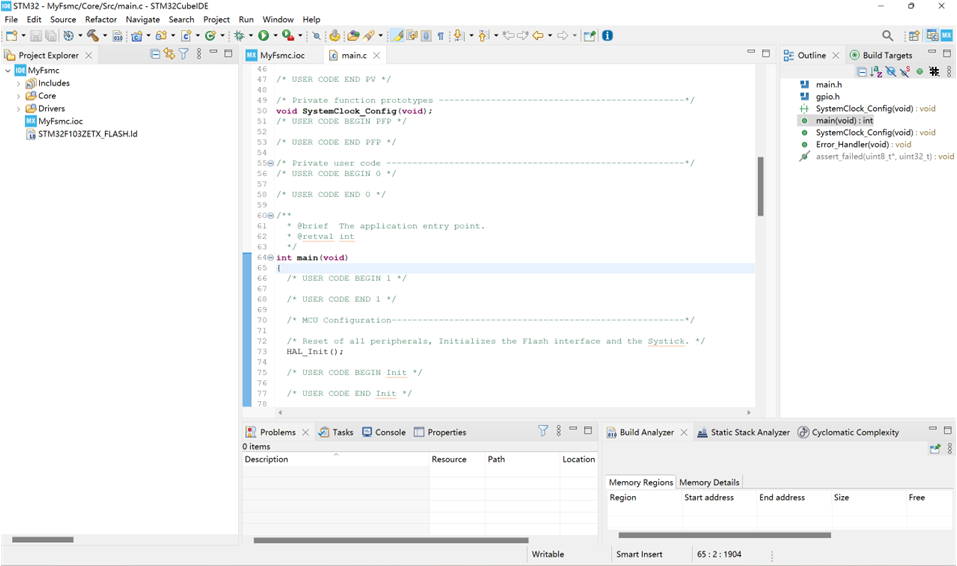 STM32 - MyFsmc/Core/Src/main.c - STM32CubeIDE
File Edit Source Refactor Navigate Search Project Run Window Help
Project Explorer
MyFsmc
Includes
Core
Drivers
MyFsmc.ioc
STM32F103ZETX_FLASH.ld
MyFsmc.ioc main.c
46
47 /* USER CODE END PV */
48
49 /* Private function prototypes -----------------------------------------------*/
50 void SystemClock_Config(void);
51 /* USER CODE BEGIN PFP */
52
53 /* USER CODE END PFP */
54
55 /* Private user code ---------------------------------------------------------*/
56 /* USER CODE BEGIN 0 */
57
58 /* USER CODE END 0 */
59
60 /**
61 * @brief  The application entry point.
62 * @retval int
63 */
64 int main(void)
65 {
66 /* USER CODE BEGIN 1 */
67
68 /* USER CODE END 1 */
69
70 /* MCU Configuration--------------------------------------------------------*/
71
72 /* Reset of all peripherals, Initializes the Flash interface and the Systick. */
73 HAL_Init();
74
75 /* USER CODE BEGIN Init */
76
77 /* USER CODE END Init */
78
Outline Build Targets
main.h
gpio.h
SystemClock_Config(void) : void
main(void) : int
SystemClock_Config(void) : void
Error_Handler(void) : void
assert_failed(uint8_t*, uint32_t) : void
Problems Tasks Console Properties
0 items
Description Resource Path Location
Build Analyzer Static Stack Analyzer Cyclomatic Complexity
Memory Regions Memory Details
Region Start address End address Size Free
Writable Smart Insert 65 : 2 : 1904